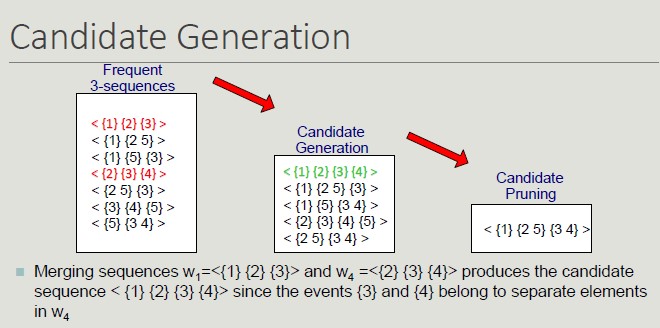 Candidate Generation
Frequent
3-sequences
< {1} {2} {3} >
< {1} {2 5} >
< {1} {5} {3} >
< {2} {3} {4} >
< {2 5} {3} >
< {3} {4} {5} >
< {5} {3 4} >
Candidate
Generation
< {1} {2} {3} {4} >
< {1} {2 5} {3} >
< {1} {5} {3 4} >
< {2} {3} {4} {5} >
< {2 5} {3 4} >
Candidate
Pruning
< {1} {2 5} {3 4} >
Merging sequences w1=<{1} {2} {3}> and w4 =<{2} {3} {4}> produces the candidate
sequence < {1} {2} {3} {4}> since the events {3} and {4} belong to separate elements
in w4